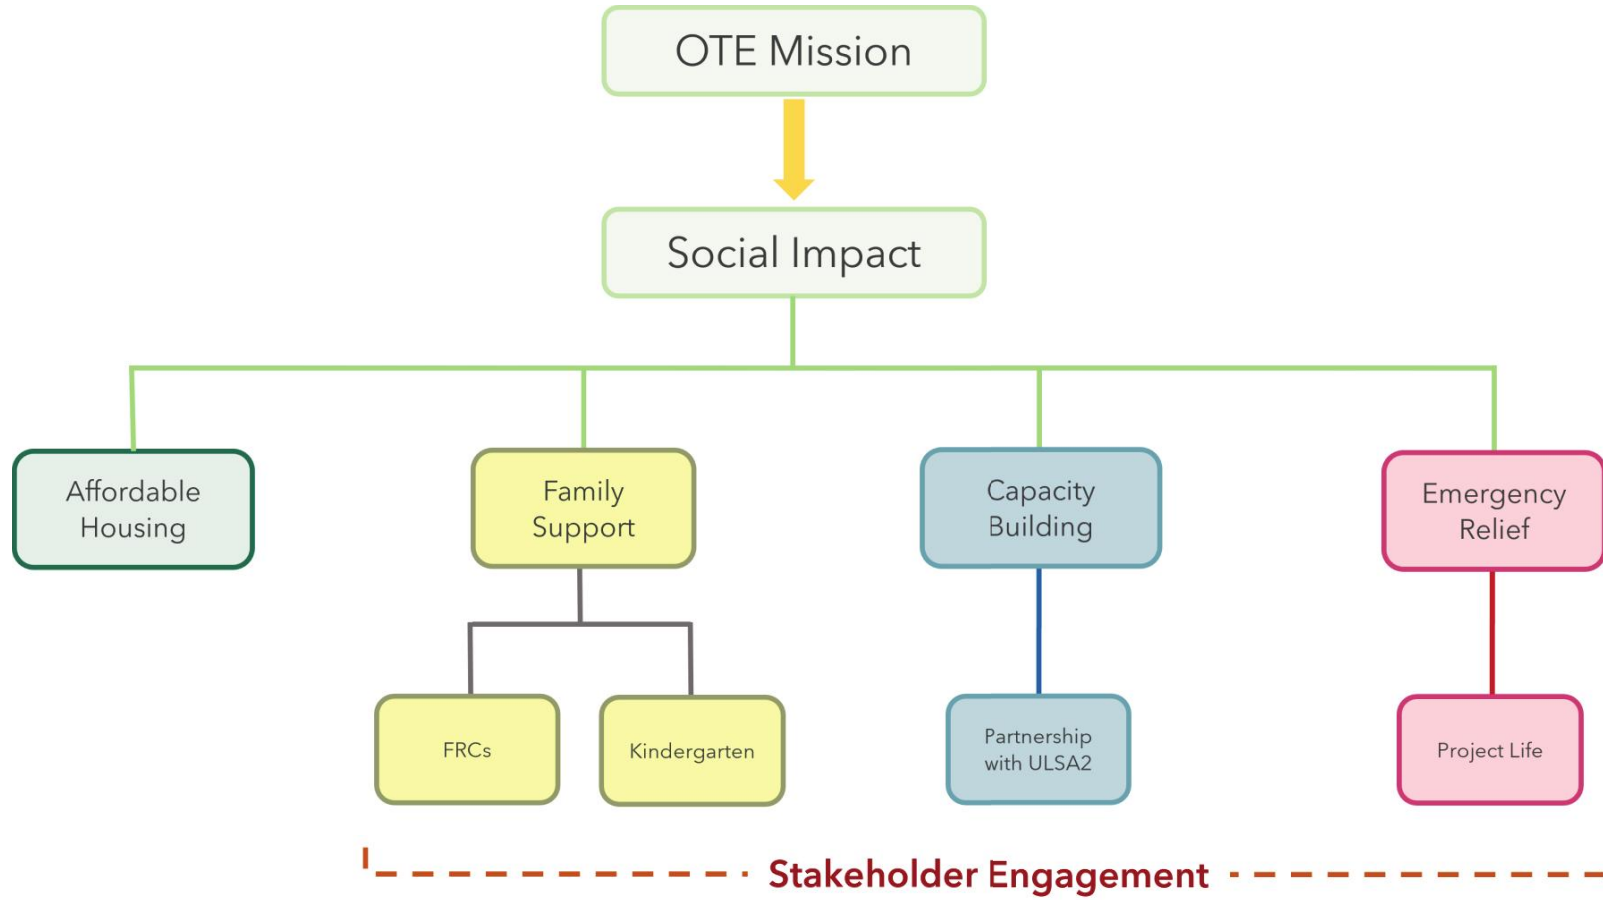 OTE Mission
Social Impact
Affordable
Housing
Family
Support
Capacity
Building
Emergency
Relief
FRCs
Kindergarten
Partnership
with ULSA2
Project Life
Stakeholder Engagement